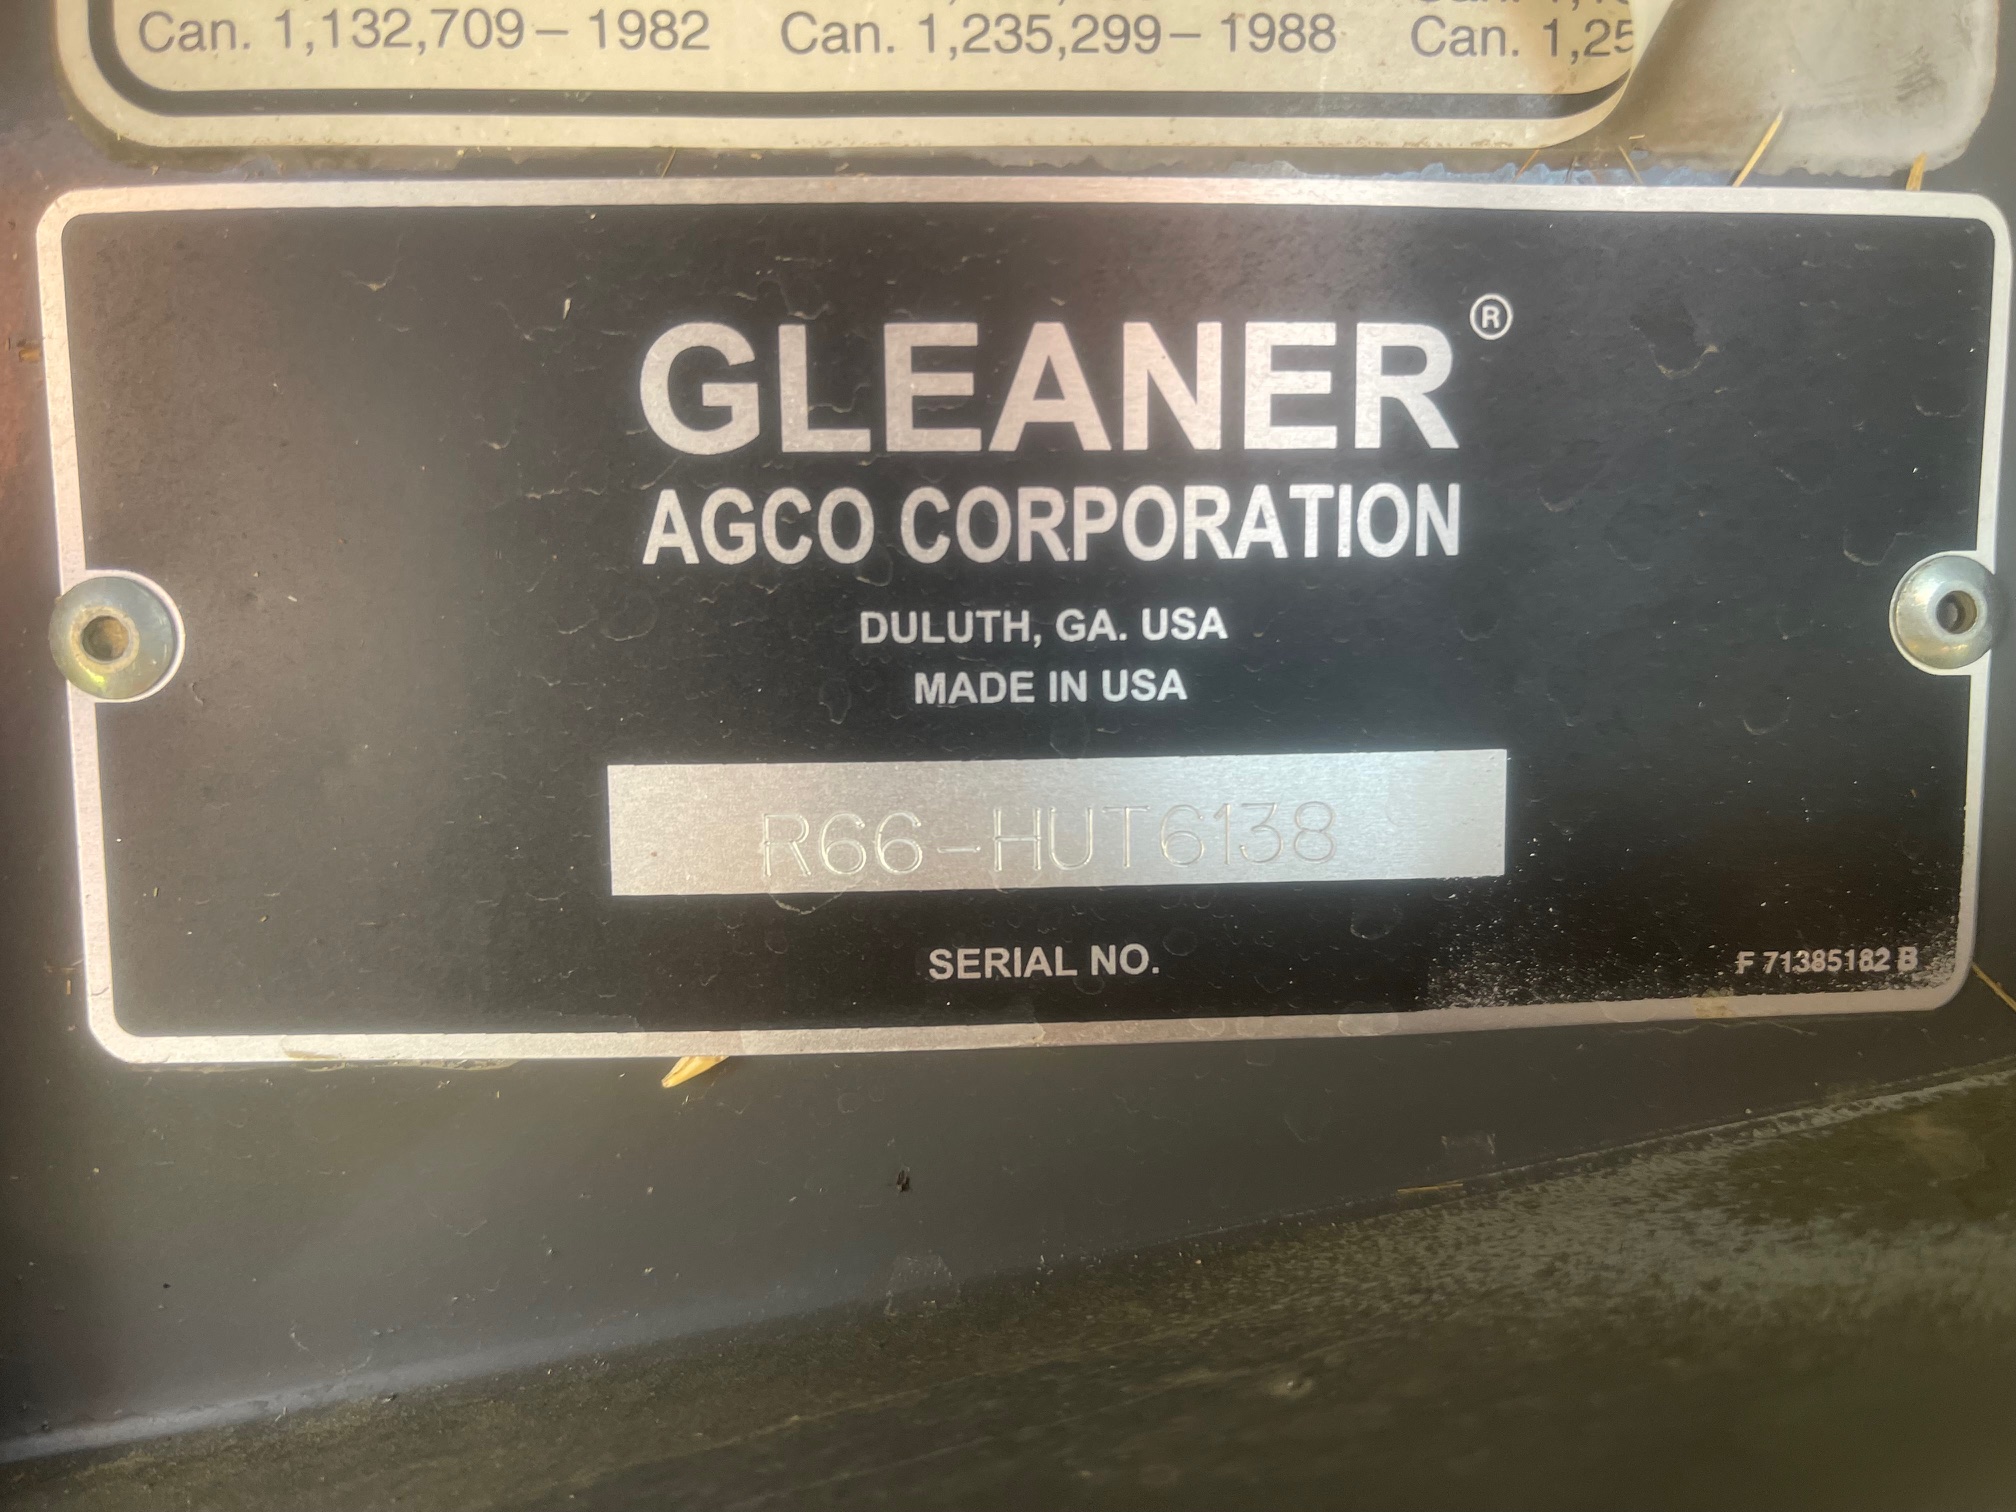 Can. 1,132,709 – 1982 Can. 1,235,299 – 1988 Can. 1,25
GLEANER®
AGCO CORPORATION
DULUTH, GA. USA
MADE IN USA
R66-HUT6138
SERIAL NO.
F 71385182 B